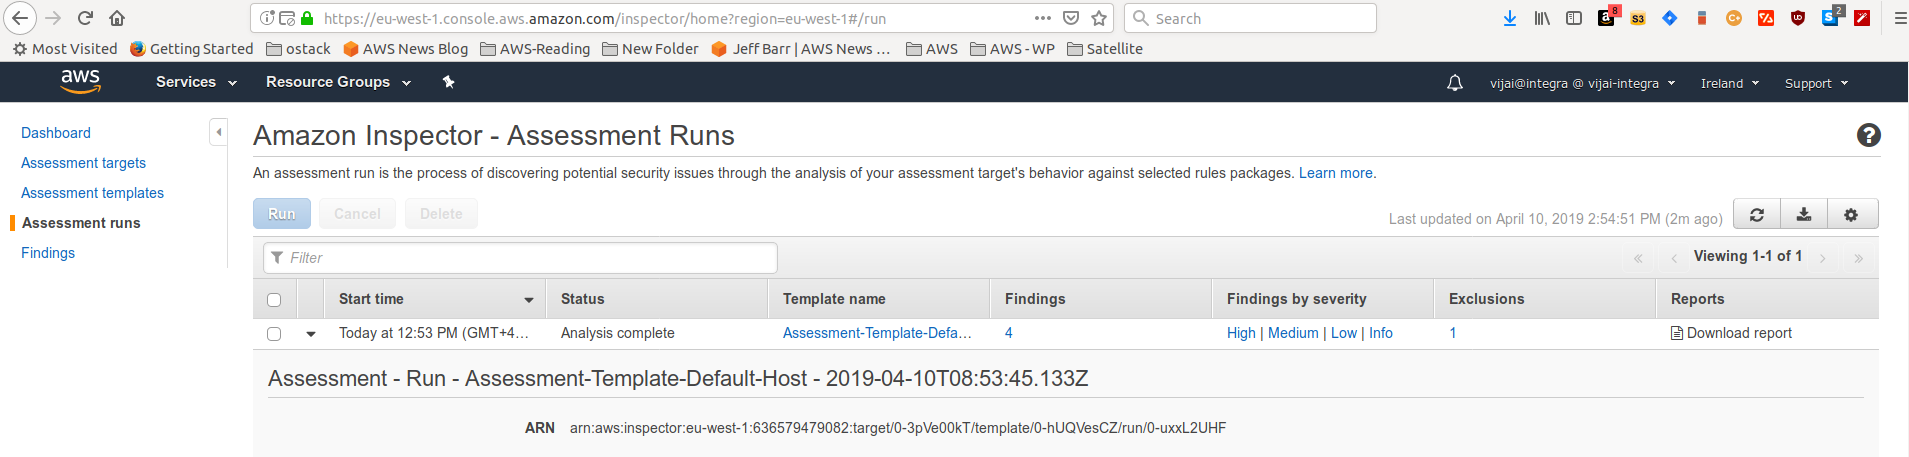 https://eu-west-1.console.aws.amazon.com/inspector/home?region=eu-west-1#/run
Search
8
S3
C+
2
Most Visited Getting Started ostack AWS News Blog AWS-Reading New Folder Jeff Barr | AWS News … AWS AWS - WP Satellite
aws Services Resource Groups vijai@integra @ vijai-integra Ireland Support
Dashboard
Assessment targets
Assessment templates
Assessment runs
Findings
Amazon Inspector - Assessment Runs
?
An assessment run is the process of discovering potential security issues through the analysis of your assessment target's behavior against selected rules packages. Learn more.
Run Cancel Delete Last updated on April 10, 2019 2:54:51 PM (2m ago)
Filter « ‹ Viewing 1-1 of 1 › »
Start time Status Template name Findings Findings by severity Exclusions Reports
Today at 12:53 PM (GMT+4… Analysis complete Assessment-Template-Defa… 4 High | Medium | Low | Info 1 Download report
Assessment - Run - Assessment-Template-Default-Host - 2019-04-10T08:53:45.133Z
ARN arn:aws:inspector:eu-west-1:636579479082:target/0-3pVe00kT/template/0-hUQVesCZ/run/0-uxxL2UHF